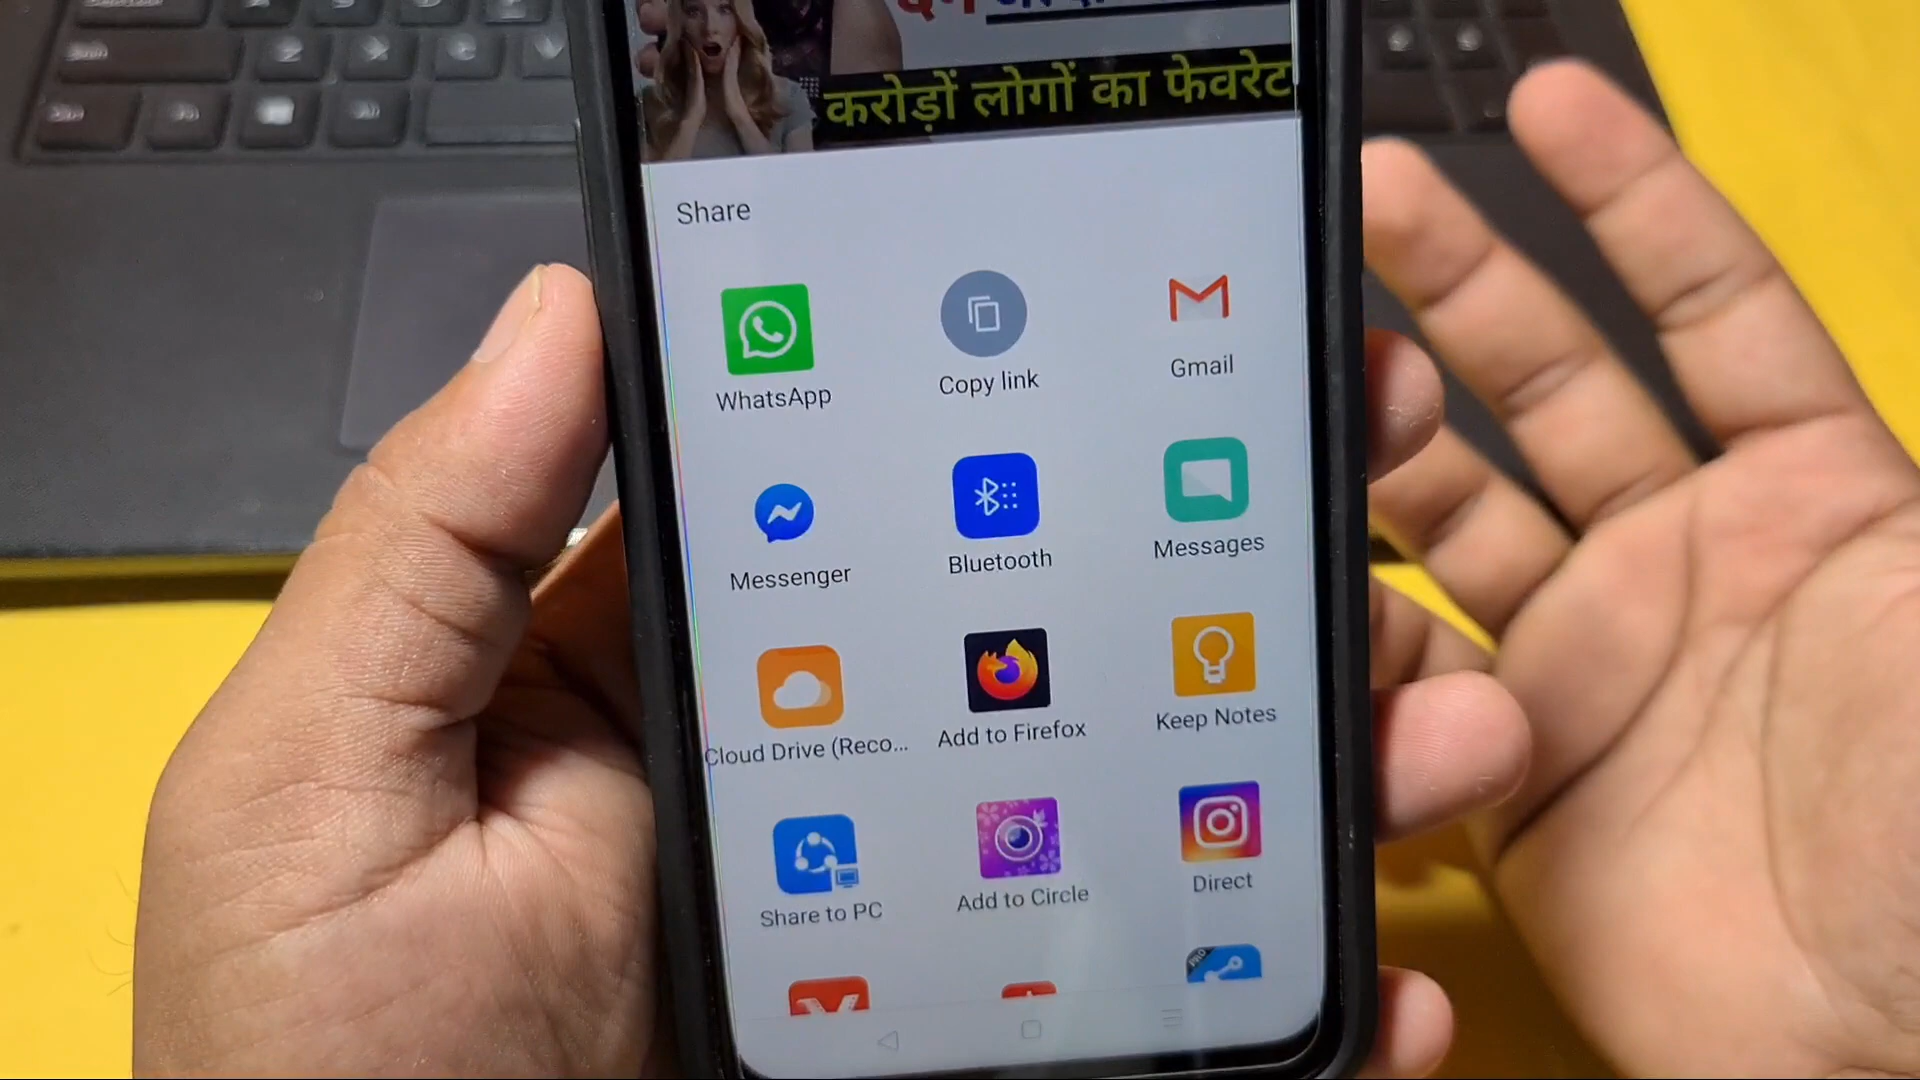 करोड़ों लोगों का फेवरेट
Share
WhatsApp
Copy link
Gmail
Messenger
Bluetooth
Messages
Cloud Drive (Reco...
Add to Firefox
Keep Notes
Share to PC
Add to Circle
Direct
PRO